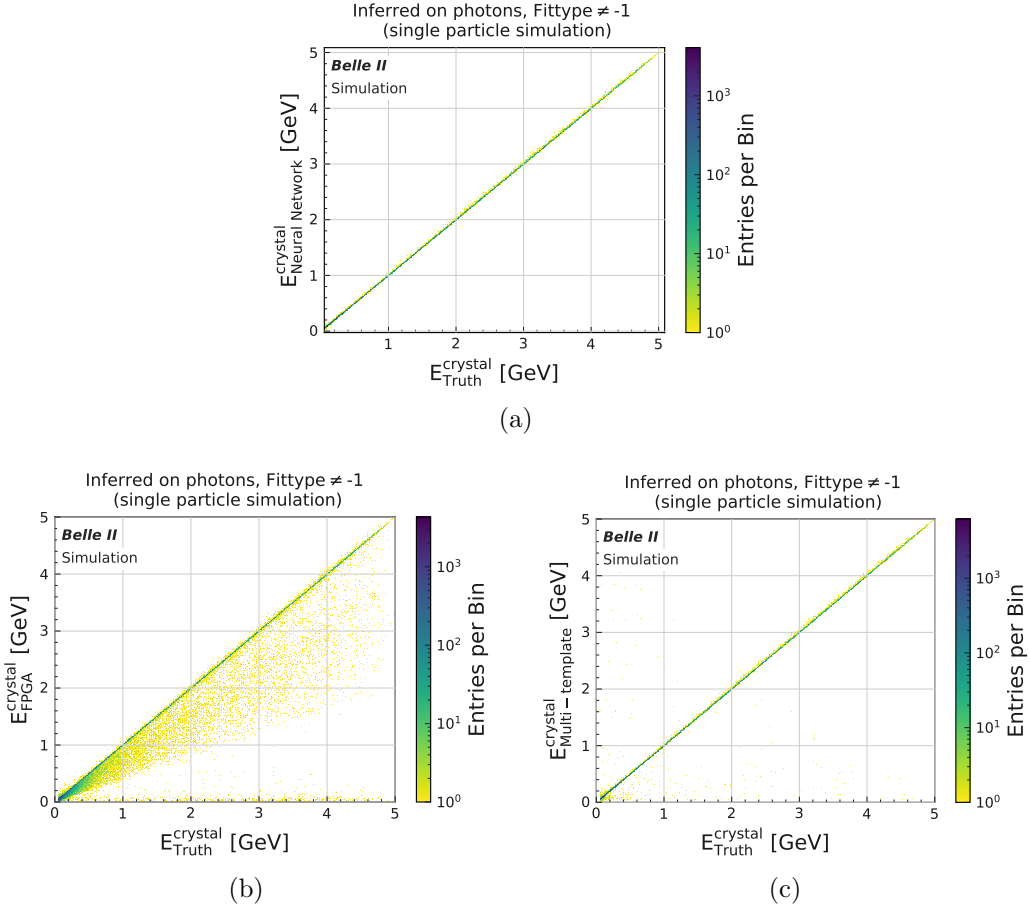 Inferred on photons, Fittype ≠ -1
(single particle simulation)
Belle II
Simulation
5
4
3
2
1
0
1
2
3
4
5
E^crystal_Neural Network [GeV]
E^crystal_Truth [GeV]
10^3
10^2
10^1
10^0
Entries per Bin
(a)
Inferred on photons, Fittype ≠ -1
(single particle simulation)
Belle II
Simulation
5
4
3
2
1
0
0
1
2
3
4
5
E^crystal_FPGA [GeV]
E^crystal_Truth [GeV]
10^3
10^2
10^1
10^0
Entries per Bin
(b)
Inferred on photons, Fittype ≠ -1
(single particle simulation)
Belle II
Simulation
5
4
3
2
1
0
0
1
2
3
4
5
E^crystal_Multi − template [GeV]
E^crystal_Truth [GeV]
10^3
10^2
10^1
10^0
Entries per Bin
(c)